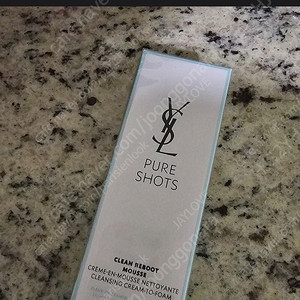 YSL
PURE
SHOTS
CLEAN REBOOT
MOUSSE
CRÈME-EN-MOUSSE NETTOYANTE
CLEANSING CREAM-TO-FOAM